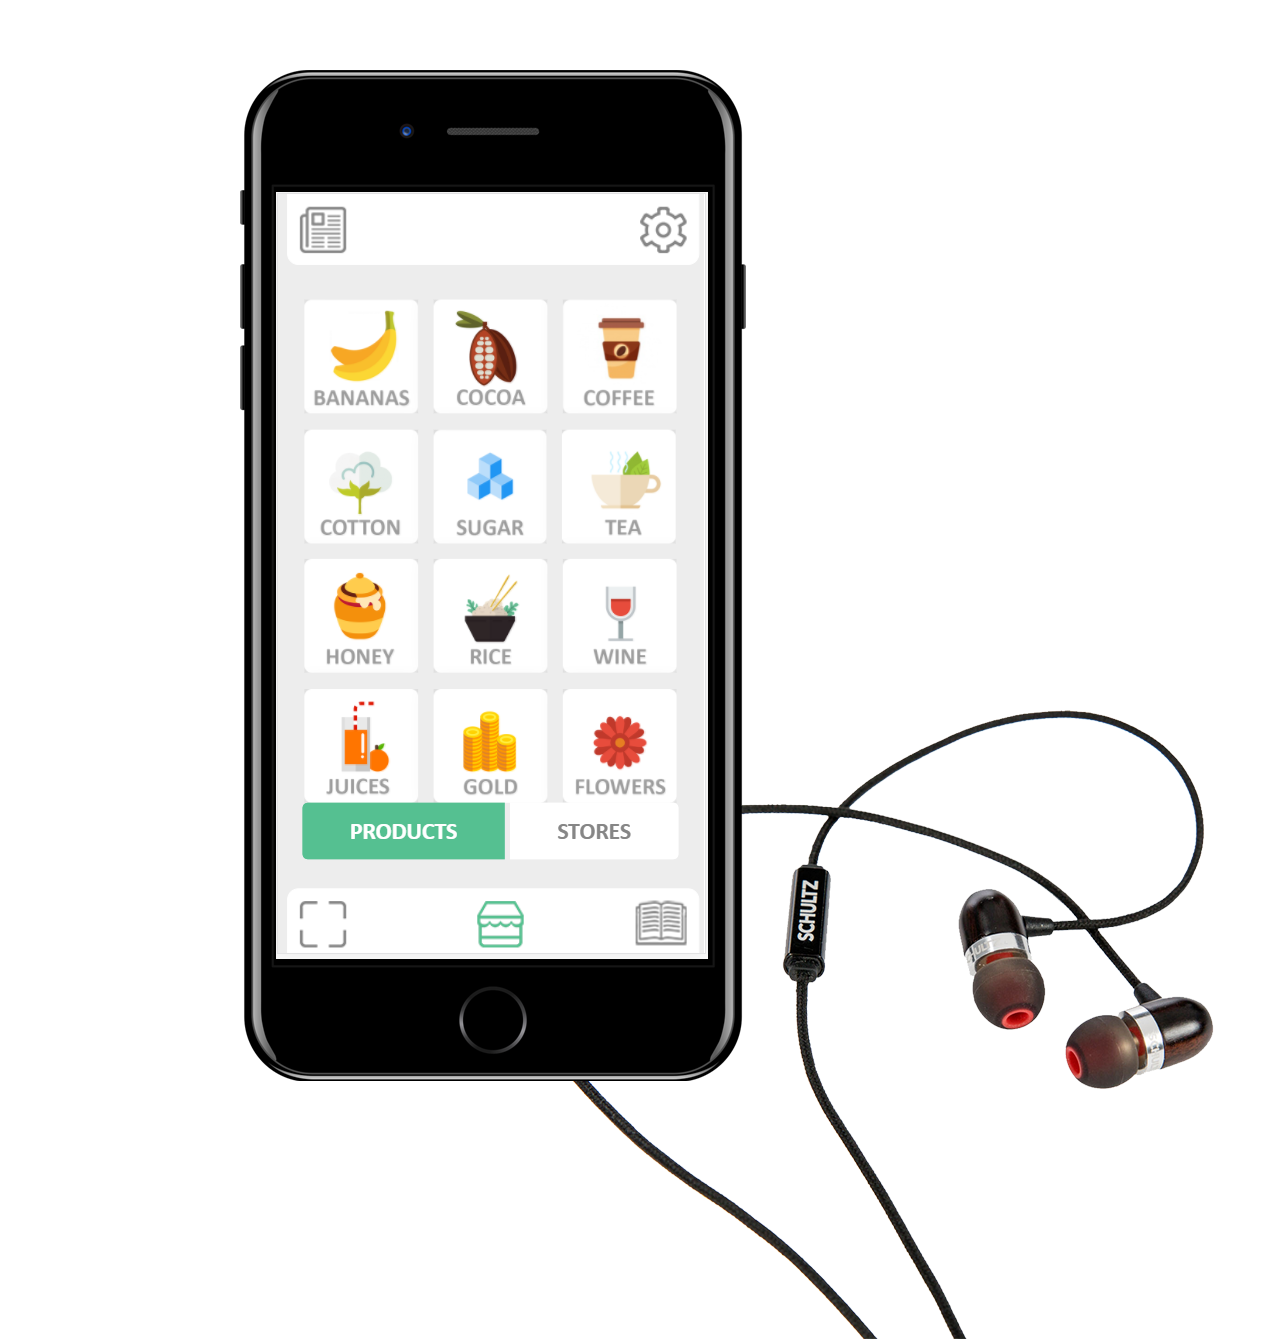 BANANAS
COCOA
COFFEE
COTTON
SUGAR
TEA
HONEY
RICE
WINE
JUICES
GOLD
FLOWERS
PRODUCTS
STORES
SCHULTZ